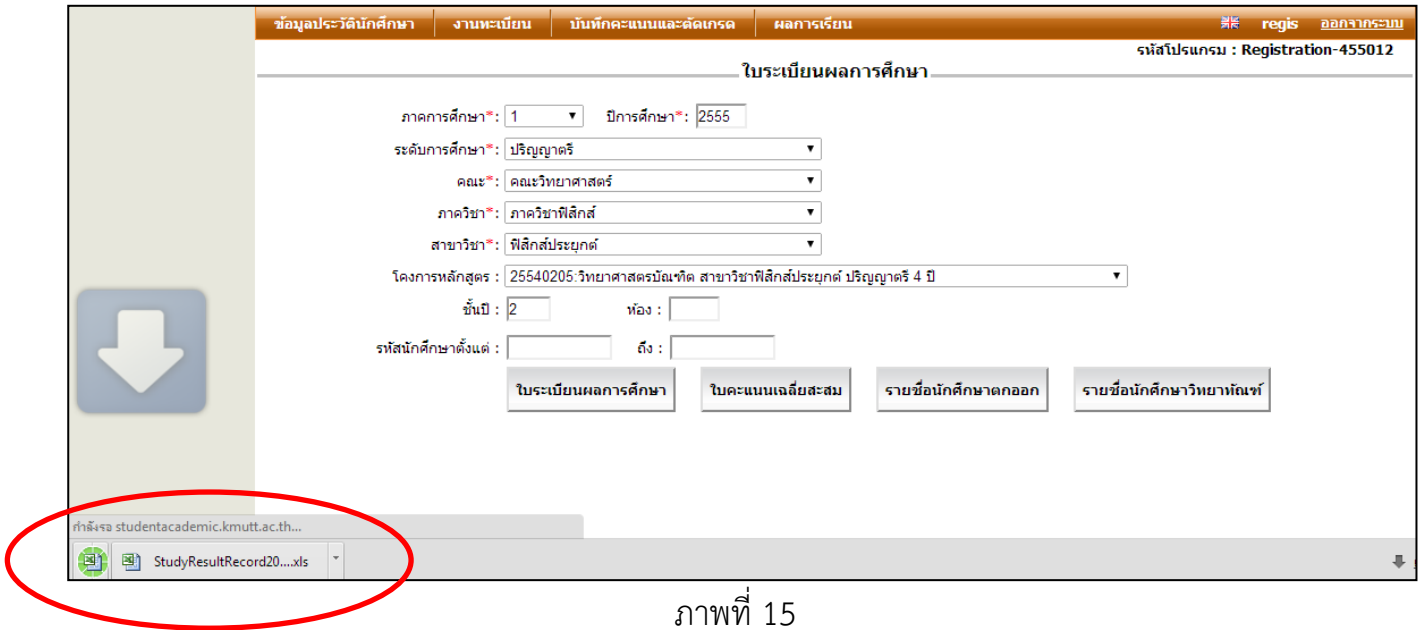 ข้อมูลประวัตินักศึกษา งานทะเบียน บันทึกคะแนนและตัดเกรด ผลการเรียน regis ออกจากระบบ
รหัสโปรแกรม : Registration-455012
ใบระเบียนผลการศึกษา
ภาคการศึกษา*: 1 ปีการศึกษา*: 2555
ระดับการศึกษา*: ปริญญาตรี
คณะ*: คณะวิทยาศาสตร์
ภาควิชา*: ภาควิชาฟิสิกส์
สาขาวิชา*: ฟิสิกส์ประยุกต์
โครงการหลักสูตร : 25540205:วิทยาศาสตรบัณฑิต สาขาวิชาฟิสิกส์ประยุกต์ ปริญญาตรี 4 ปี
ชั้นปี : 2 ห้อง :
รหัสนักศึกษาตั้งแต่ : ถึง :
ใบระเบียนผลการศึกษา ใบคะแนนเฉลี่ยสะสม รายชื่อนักศึกษาตกออก รายชื่อนักศึกษาวิทยาทัณฑ์
กำลังรอ studentacademic.kmutt.ac.th...
StudyResultRecord20....xls
ภาพที่ 15